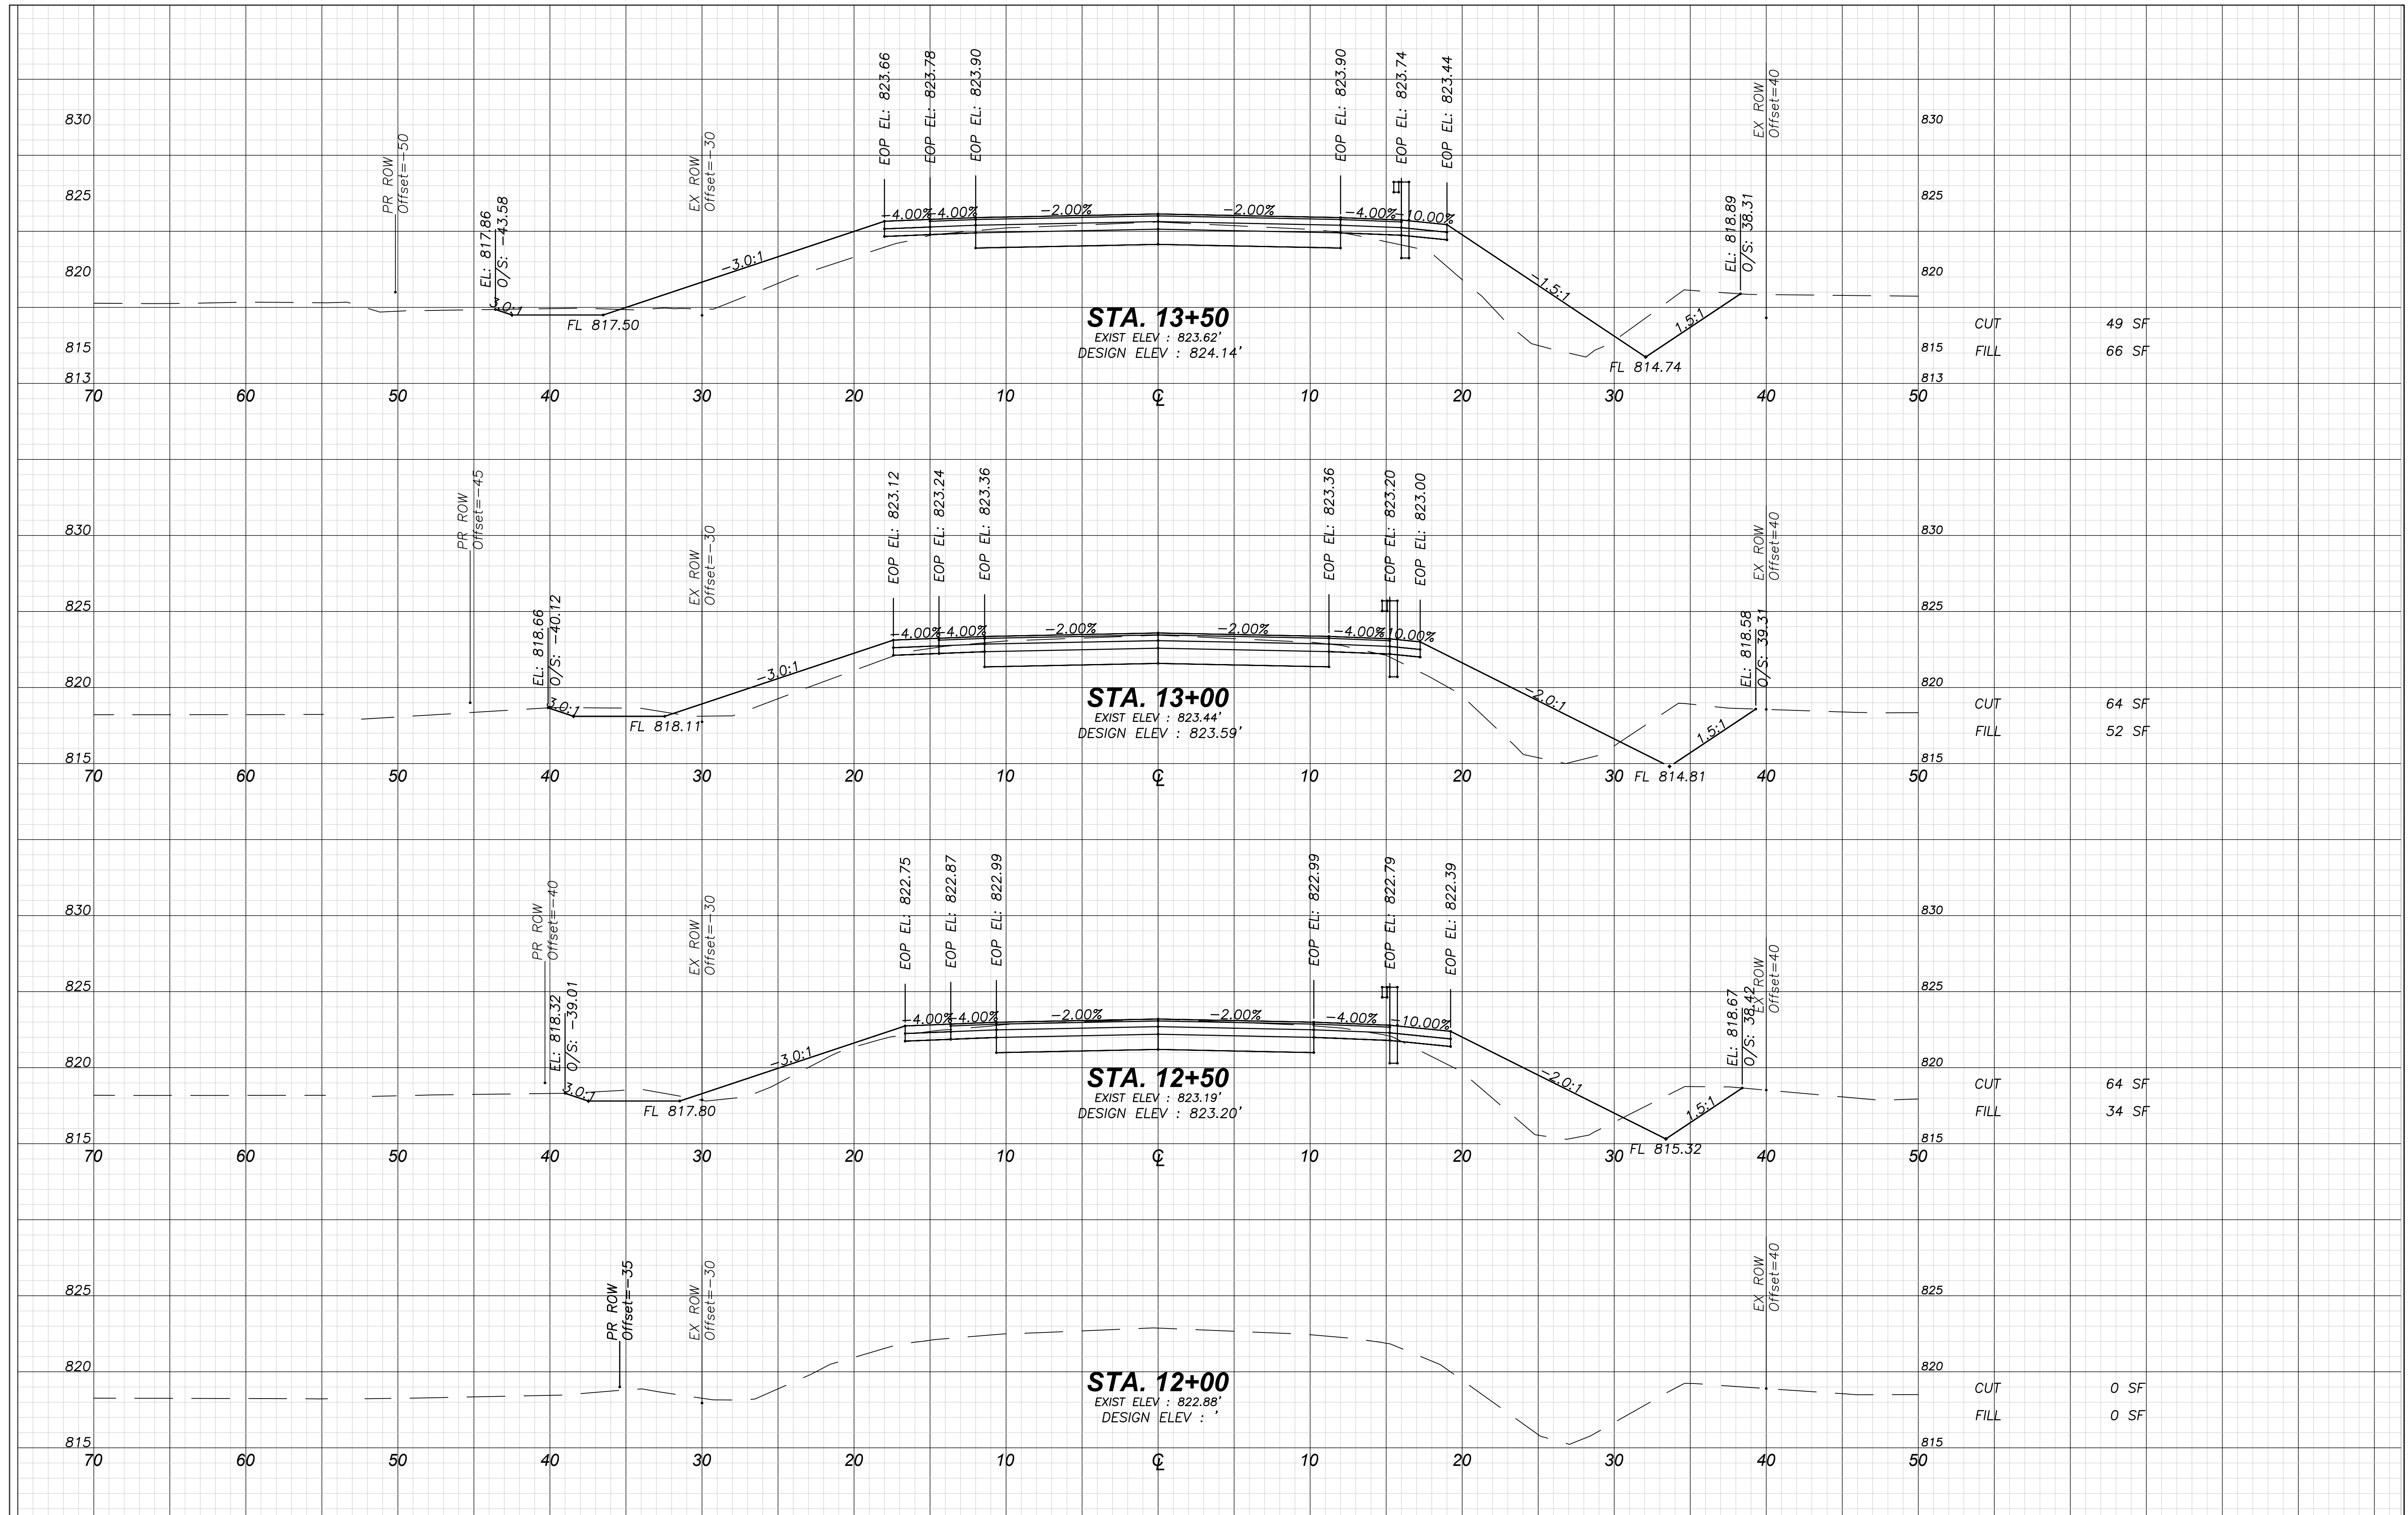 EOP EL: 823.66
EOP EL: 823.78
EOP EL: 823.90
EOP EL: 823.90
EOP EL: 823.74
EOP EL: 823.44
PR ROW
Offset=-50
EL: 817.86
O/S: -43.58
EX ROW
Offset=-30
EX ROW
Offset=40
EL: 818.89
O/S: 38.31
830
825
820
815
813
830
825
820
815
813
-4.00%
-4.00%
-2.00%
-2.00%
-4.00%
-10.00%
3.0:1
-3.0:1
-1.5:1
1.5:1
FL 817.50
FL 814.74
STA. 13+50
EXIST ELEV : 823.62'
DESIGN ELEV : 824.14'
CUT 49 SF
FILL 66 SF
70 60 50 40 30 20 10 ℄ 10 20 30 40 50
EOP EL: 823.12
EOP EL: 823.24
EOP EL: 823.36
EOP EL: 823.36
EOP EL: 823.20
EOP EL: 823.00
PR ROW
Offset=-45
EL: 818.66
O/S: -40.12
EX ROW
Offset=-30
EX ROW
Offset=40
EL: 818.58
O/S: 39.31
830
825
820
815
830
825
820
815
-4.00%
-4.00%
-2.00%
-2.00%
-4.00%
-10.00%
3.0:1
-3.0:1
-2.0:1
1.5:1
FL 818.11
FL 814.81
STA. 13+00
EXIST ELEV : 823.44'
DESIGN ELEV : 823.59'
CUT 64 SF
FILL 52 SF
70 60 50 40 30 20 10 ℄ 10 20 30 40 50
EOP EL: 822.75
EOP EL: 822.87
EOP EL: 822.99
EOP EL: 822.99
EOP EL: 822.79
EOP EL: 822.39
PR ROW
Offset=-40
EL: 818.32
O/S: -39.01
EX ROW
Offset=-30
EX ROW
Offset=40
EL: 818.67
O/S: 38.42
830
825
820
815
830
825
820
815
-4.00%
-4.00%
-2.00%
-2.00%
-4.00%
-10.00%
3.0:1
-3.0:1
-2.0:1
1.5:1
FL 817.80
FL 815.32
STA. 12+50
EXIST ELEV : 823.19'
DESIGN ELEV : 823.20'
CUT 64 SF
FILL 34 SF
70 60 50 40 30 20 10 ℄ 10 20 30 40 50
PR ROW
Offset=-35
EX ROW
Offset=-30
EX ROW
Offset=40
825
820
815
825
820
815
STA. 12+00
EXIST ELEV : 822.88'
DESIGN ELEV : '
CUT 0 SF
FILL 0 SF
70 60 50 40 30 20 10 ℄ 10 20 30 40 50